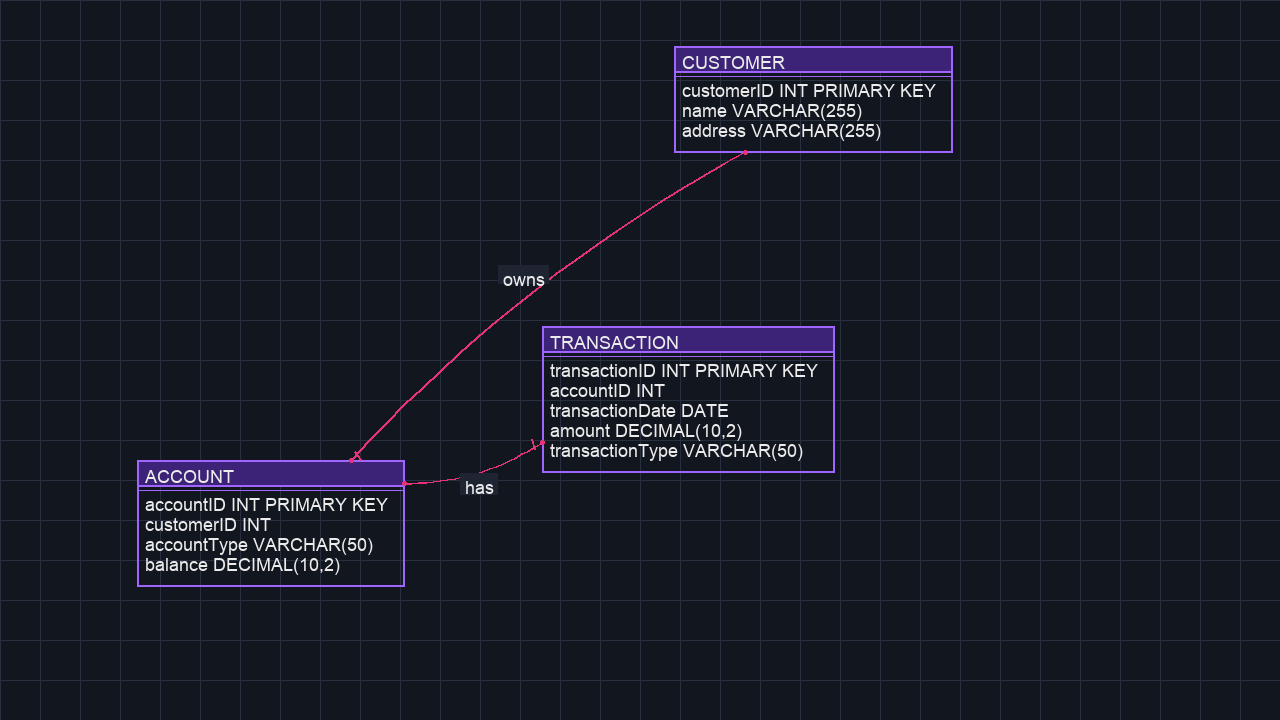 CUSTOMER
customerID INT PRIMARY KEY
name VARCHAR(255)
address VARCHAR(255)
owns
TRANSACTION
transactionID INT PRIMARY KEY
accountID INT
transactionDate DATE
amount DECIMAL(10,2)
transactionType VARCHAR(50)
has
ACCOUNT
accountID INT PRIMARY KEY
customerID INT
accountType VARCHAR(50)
balance DECIMAL(10,2)